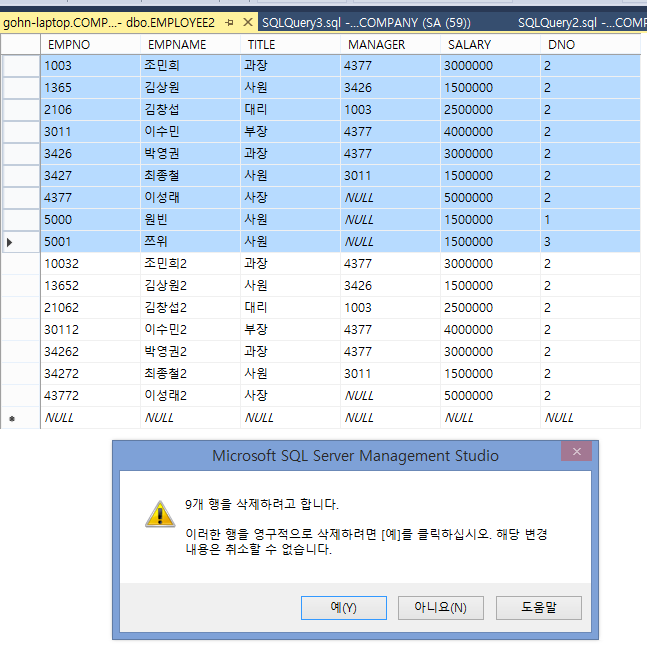 gohn-laptop.COMP...- dbo.EMPLOYEE2 SQLQuery3.sql -...COMPANY (SA (59)) SQLQuery2.sql -...COMP
EMPNO EMPNAME TITLE MANAGER SALARY DNO
1003 조민희 과장 4377 3000000 2
1365 김상원 사원 3426 1500000 2
2106 김창섭 대리 1003 2500000 2
3011 이수민 부장 4377 4000000 2
3426 박영권 과장 4377 3000000 2
3427 최종철 사원 3011 1500000 2
4377 이성래 사장 NULL 5000000 2
5000 원빈 사원 NULL 1500000 1
5001 쯔위 사원 NULL 1500000 3
10032 조민희2 과장 4377 3000000 2
13652 김상원2 사원 3426 1500000 2
21062 김창섭2 대리 1003 2500000 2
30112 이수민2 부장 4377 4000000 2
34262 박영권2 과장 4377 3000000 2
34272 최종철2 사원 3011 1500000 2
43772 이성래2 사장 NULL 5000000 2
NULL NULL NULL NULL NULL NULL
Microsoft SQL Server Management Studio
9개 행을 삭제하려고 합니다.
이러한 행을 영구적으로 삭제하려면 [예]를 클릭하십시오. 해당 변경
내용은 취소할 수 없습니다.
예(Y) 아니요(N) 도움말